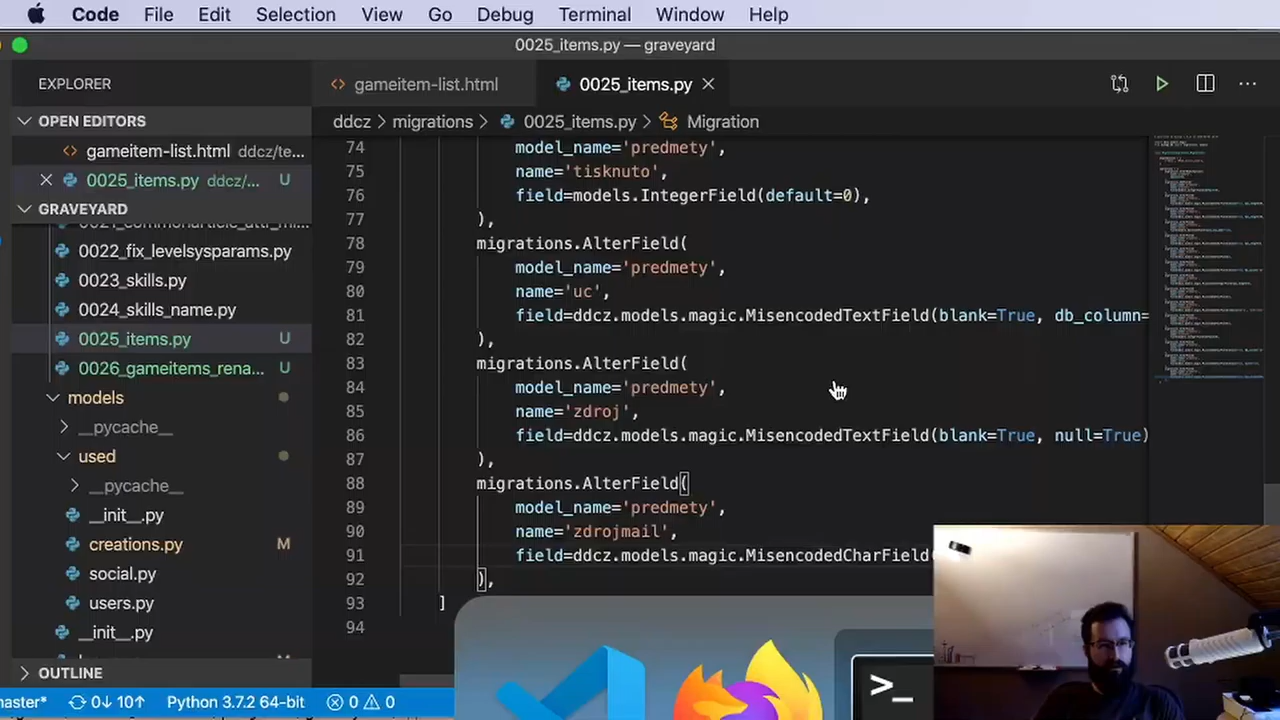 Code File Edit Selection View Go Debug Terminal Window Help
0025_items.py — graveyard
EXPLORER
gameitem-list.html
0025_items.py
OPEN EDITORS
ddcz > migrations > 0025_items.py > Migration
gameitem-list.html ddcz/te...
0025_items.py ddcz/... U
GRAVEYARD
0022_fix_levelsysparams.py
0023_skills.py
0024_skills_name.py
0025_items.py U
0026_gameitems_rena... U
models
__pycache__
used
__pycache__
__init__.py
creations.py M
social.py
users.py
__init__.py
OUTLINE
74 model_name='predmety',
75 name='tisknuto',
76 field=models.IntegerField(default=0),
77 ),
78 migrations.AlterField(
79 model_name='predmety',
80 name='uc',
81 field=ddcz.models.magic.MisencodedTextField(blank=True, db_column=
82 ),
83 migrations.AlterField(
84 model_name='predmety',
85 name='zdroj',
86 field=ddcz.models.magic.MisencodedTextField(blank=True, null=True)
87 ),
88 migrations.AlterField(
89 model_name='predmety',
90 name='zdrojmail',
91 field=ddcz.models.magic.MisencodedCharField(
92 ),
93 ]
94
>_
master* 0↓ 10↑ Python 3.7.2 64-bit 0 0